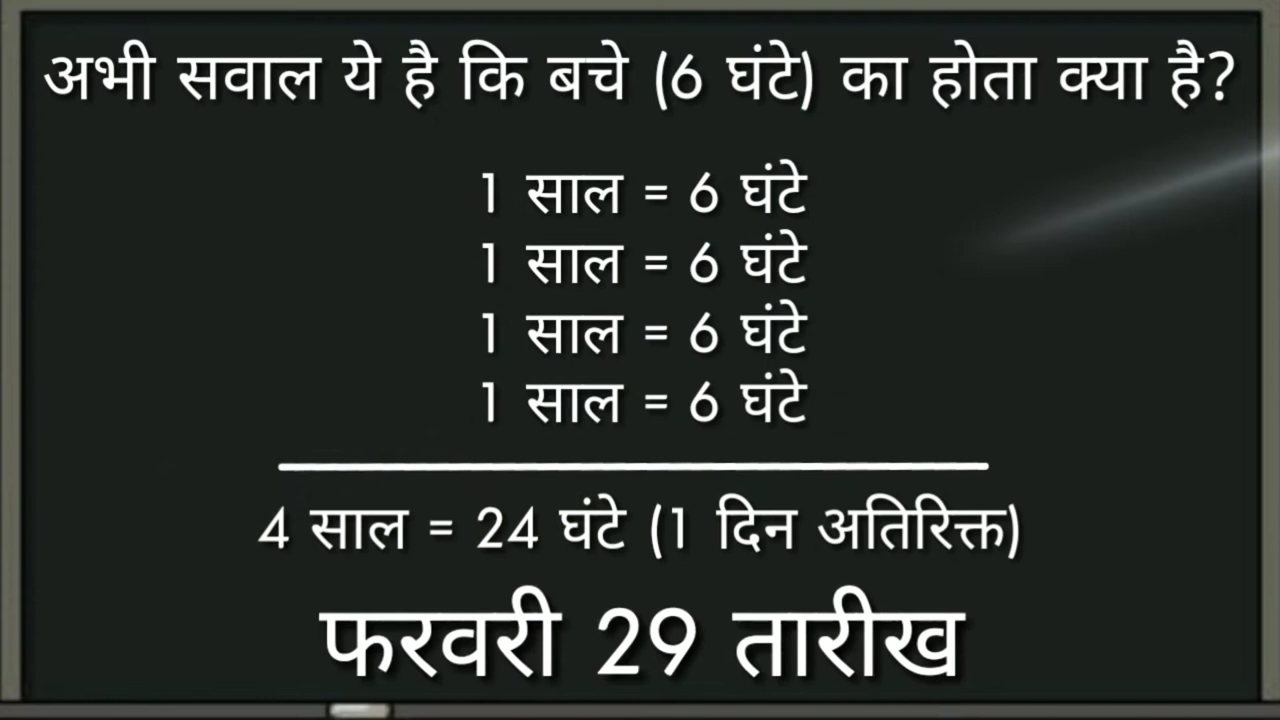 अभी सवाल ये है कि बचे (6 घंटे) का होता क्या है?
1 साल = 6 घंटे
1 साल = 6 घंटे
1 साल = 6 घंटे
1 साल = 6 घंटे
4 साल = 24 घंटे (1 दिन अतिरिक्त)
फरवरी 29 तारीख